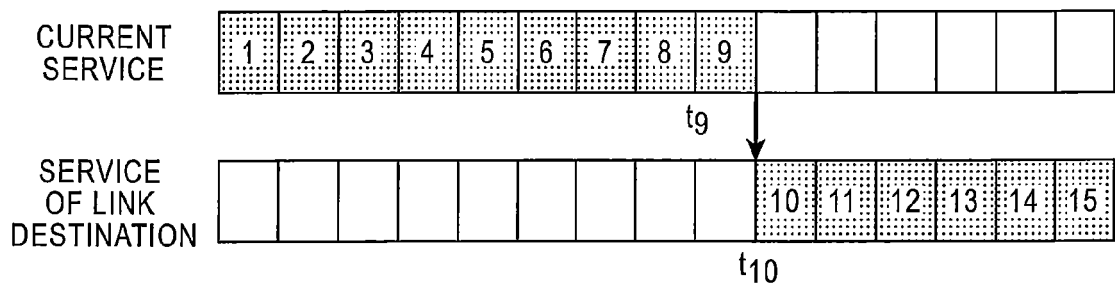 CURRENT
SERVICE
1 2 3 4 5 6 7 8 9
t9
SERVICE
OF LINK
DESTINATION
10 11 12 13 14 15
t10